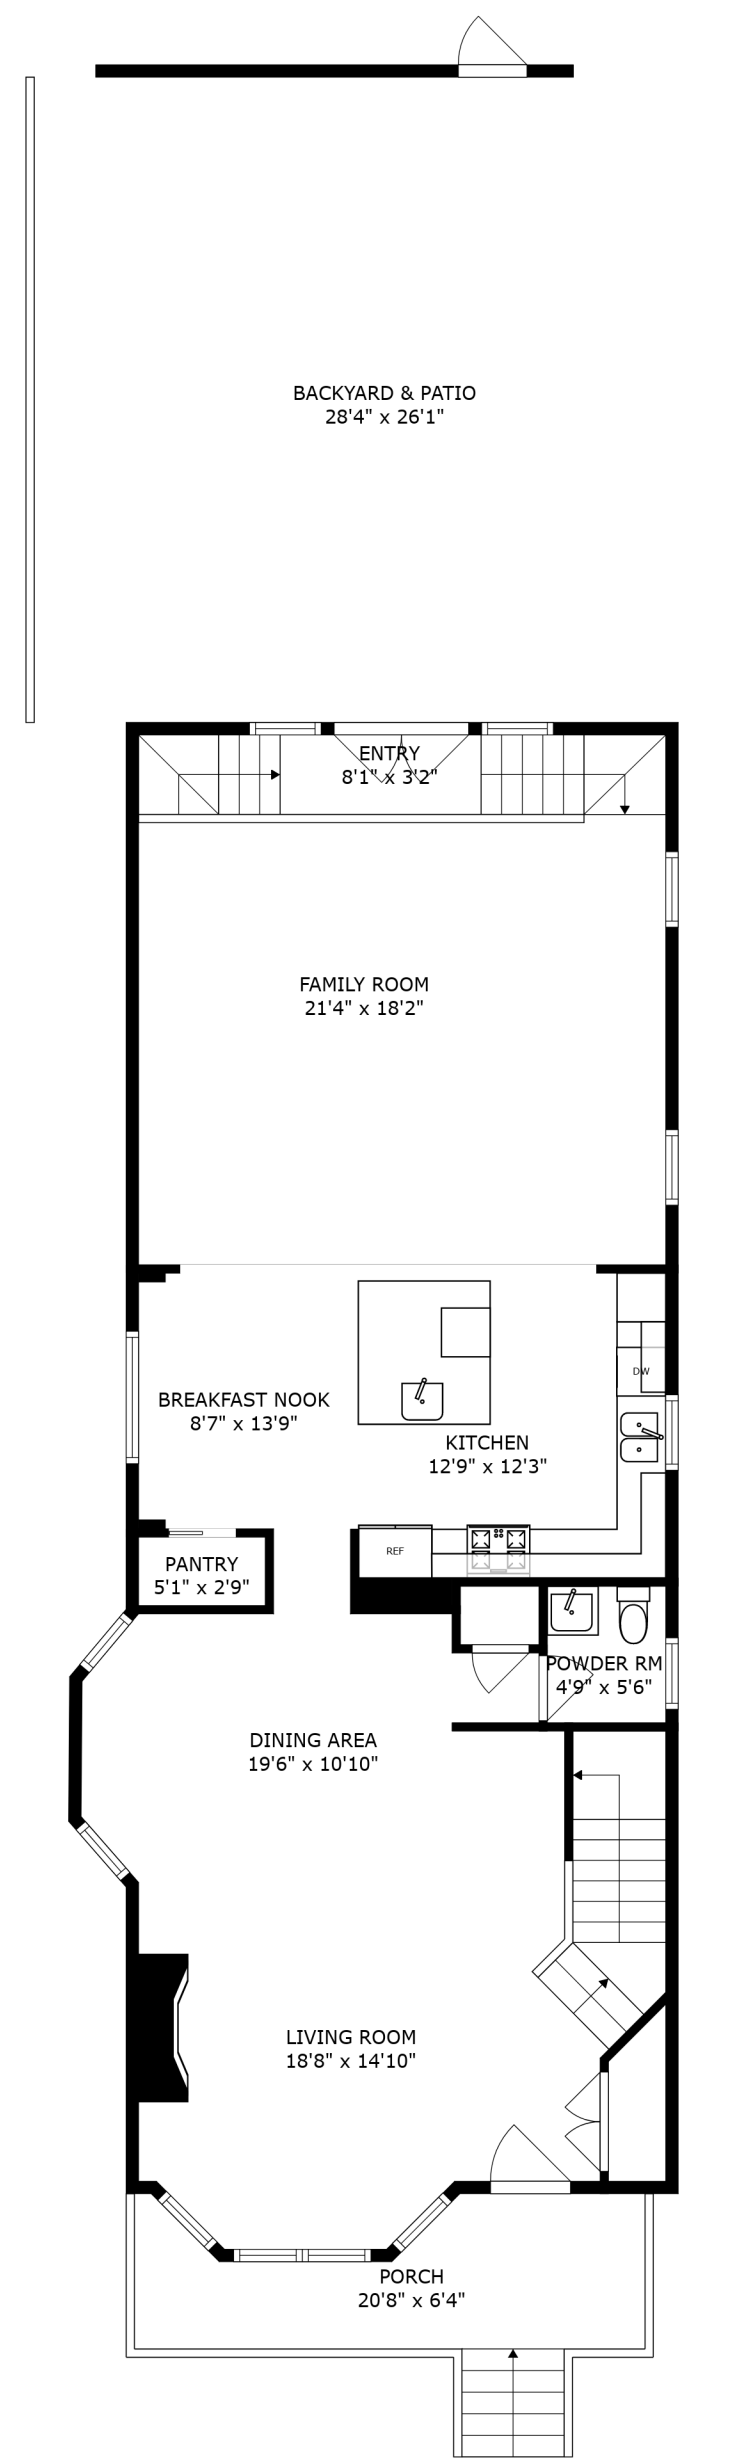 BACKYARD & PATIO
28'4" x 26'1"
ENTRY
8'1" x 3'2"
FAMILY ROOM
21'4" x 18'2"
DW
BREAKFAST NOOK
8'7" x 13'9"
KITCHEN
12'9" x 12'3"
REF
PANTRY
5'1" x 2'9"
POWDER RM
4'9" x 5'6"
DINING AREA
19'6" x 10'10"
LIVING ROOM
18'8" x 14'10"
PORCH
20'8" x 6'4"